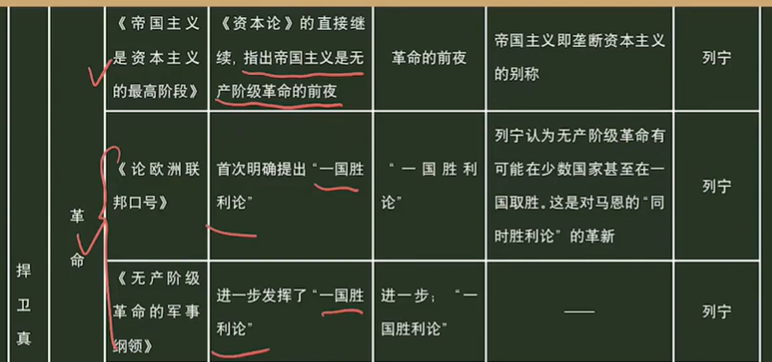 《帝国主义
是资本主义
的最高阶段》
《资本论》的直接继
续，指出帝国主义是无
产阶级革命的前夜
革命的前夜
帝国主义即垄断资本主义
的别称
列宁
革
命
《论欧洲联
邦口号》
首次明确提出“一国胜
利论”
“一国胜利
论”
列宁认为无产阶级革命有
可能在少数国家甚至在一
国取胜。这是对马恩的“同
时胜利论”的革新
列宁
捍
卫
真
《无产阶级
革命的军事
纲领》
进一步发挥了“一国胜
利论”
进一步；“一
国胜利论”
——
列宁